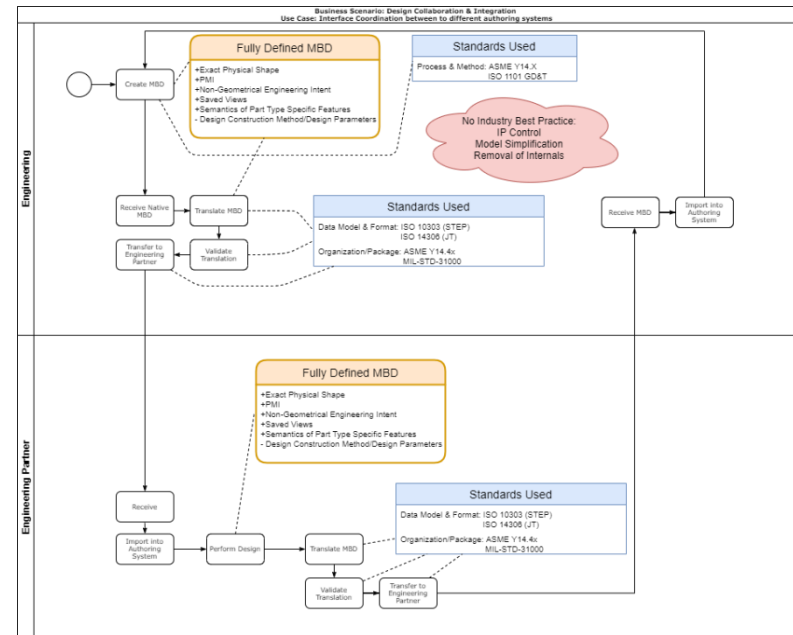 Business Scenario: Design Collaboration & Integration
Use Case: Interface Coordination between to different authoring systems
Engineering
Create MBD
Fully Defined MBD
+Exact Physical Shape
+PMI
+Non-Geometrical Engineering Intent
+Saved Views
+Semantics of Part Type Specific Features
- Design Construction Method/Design Parameters
Standards Used
Process & Method: ASME Y14.X
ISO 1101 GD&T
No Industry Best Practice:
IP Control
Model Simplification
Removal of Internals
Receive Native
MBD
Translate MBD
Transfer to
Engineering
Partner
Validate
Translation
Standards Used
Data Model & Format: ISO 10303 (STEP)
ISO 14306 (JT)
Organization/Package: ASME Y14.4x
MIL-STD-31000
Receive MBD
Import into
Authoring
System
Engineering Partner
Fully Defined MBD
+Exact Physical Shape
+PMI
+Non-Geometrical Engineering Intent
+Saved Views
+Semantics of Part Type Specific Features
- Design Construction Method/Design Parameters
Receive
Import into
Authoring
System
Perform Design
Translate MBD
Validate
Translation
Transfer to
Engineering
Partner
Standards Used
Data Model & Format: ISO 10303 (STEP)
ISO 14306 (JT)
Organization/Package: ASME Y14.4x
MIL-STD-31000